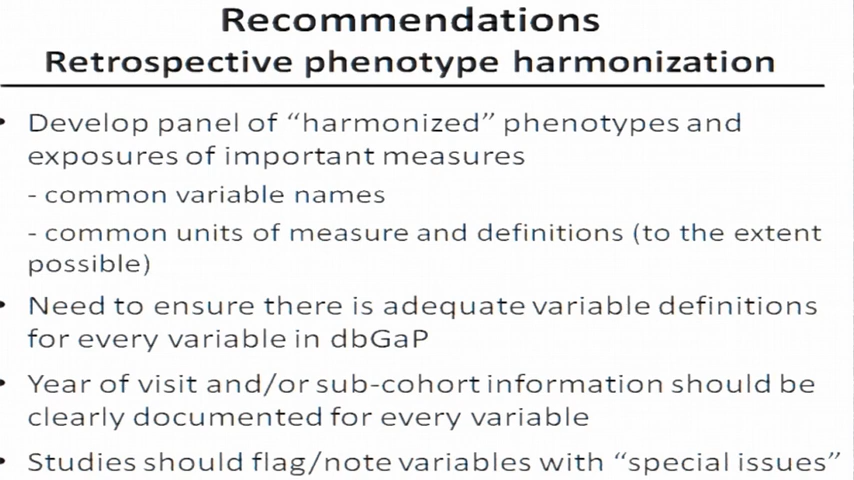 Recommendations
Retrospective phenotype harmonization
• Develop panel of “harmonized” phenotypes and
exposures of important measures
- common variable names
- common units of measure and definitions (to the extent
possible)
• Need to ensure there is adequate variable definitions
for every variable in dbGaP
• Year of visit and/or sub-cohort information should be
clearly documented for every variable
• Studies should flag/note variables with “special issues”